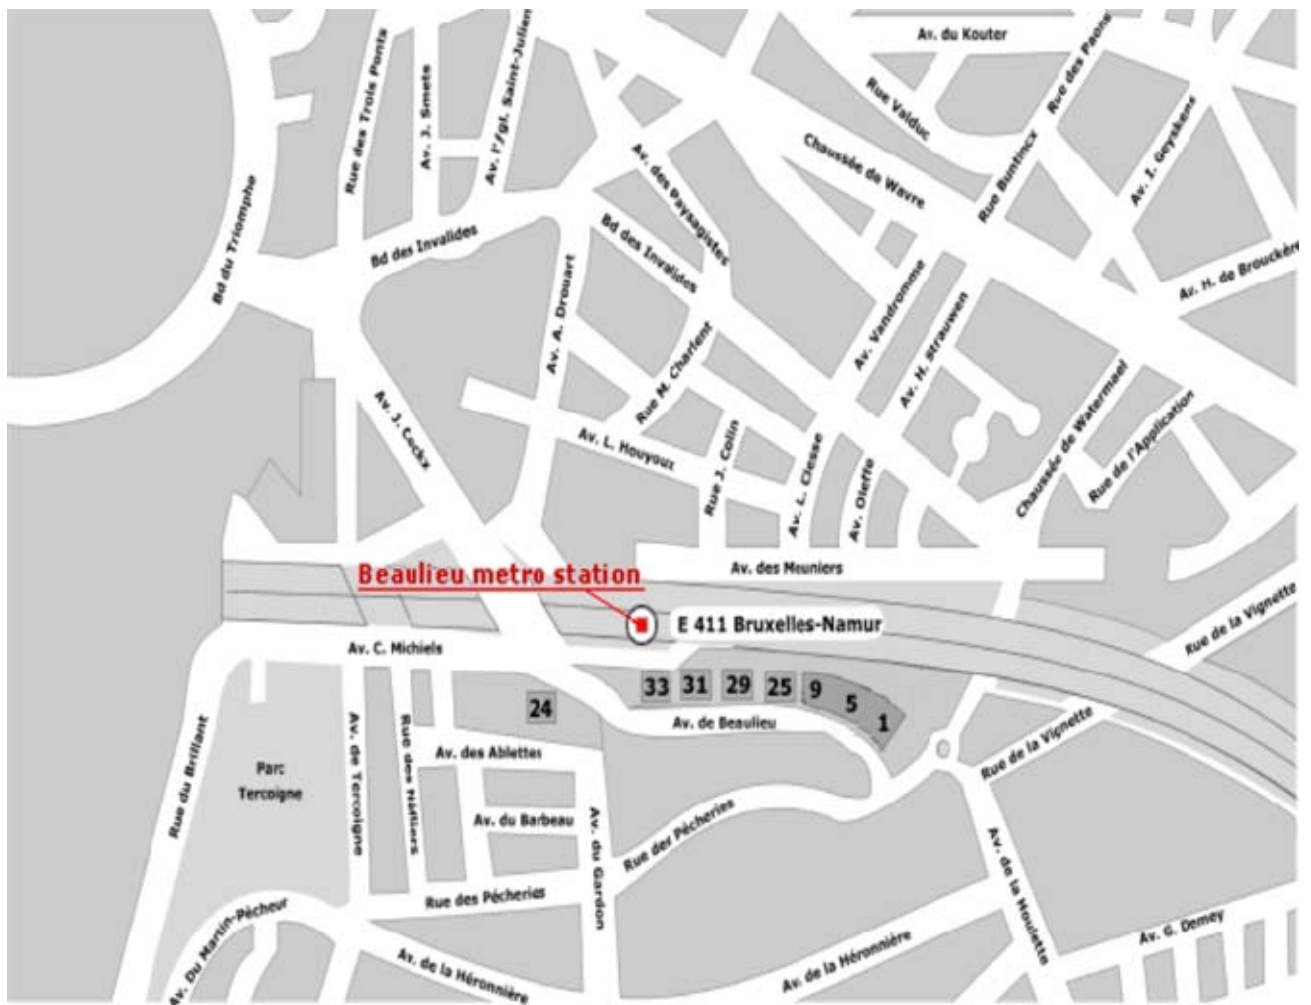 Av. du Kouter
Rue des Paons
Rue des Trois Ponts
Av. J. Smets
Av. l'/gl. Saint-Julien
Rue Valduc
Av. des Paysagistes
Chaussée de Wavre
Rue Buntincx
Av. I. Geyskens
Bd du Triomphe
Bd des Invalides
Bd des Invalides
Av. H. de Brouckère
Av. A. Drouart
Av. Vandromme
Av. H. Strauwen
Rue M. Charlent
Chaussée de Watermael
Rue de l'Application
Av. J. Cockx
Av. L. Houyoux
Rue J. Colin
Av. L. Clesse
Av. Oleffe
Av. des Meuniers
Beaulieu metro station
E 411 Bruxelles-Namur
Rue de la Vignette
Av. C. Michiels
33
31
29
25
9
5
1
24
Av. de Beaulieu
Rue de la Vignette
Rue du Brillant
Parc
Tercoigne
Av. de Tercoigne
Rue des Néfliers
Av. des Ablettes
Av. du Barbeau
Av. du Gardon
Rue des Pêcheries
Rue des Pécheries
Av. de la Houlette
Av. Du Martin-Pècheur
Av. de la Héronnière
Av. de la Héronnière
Av. G. Demey